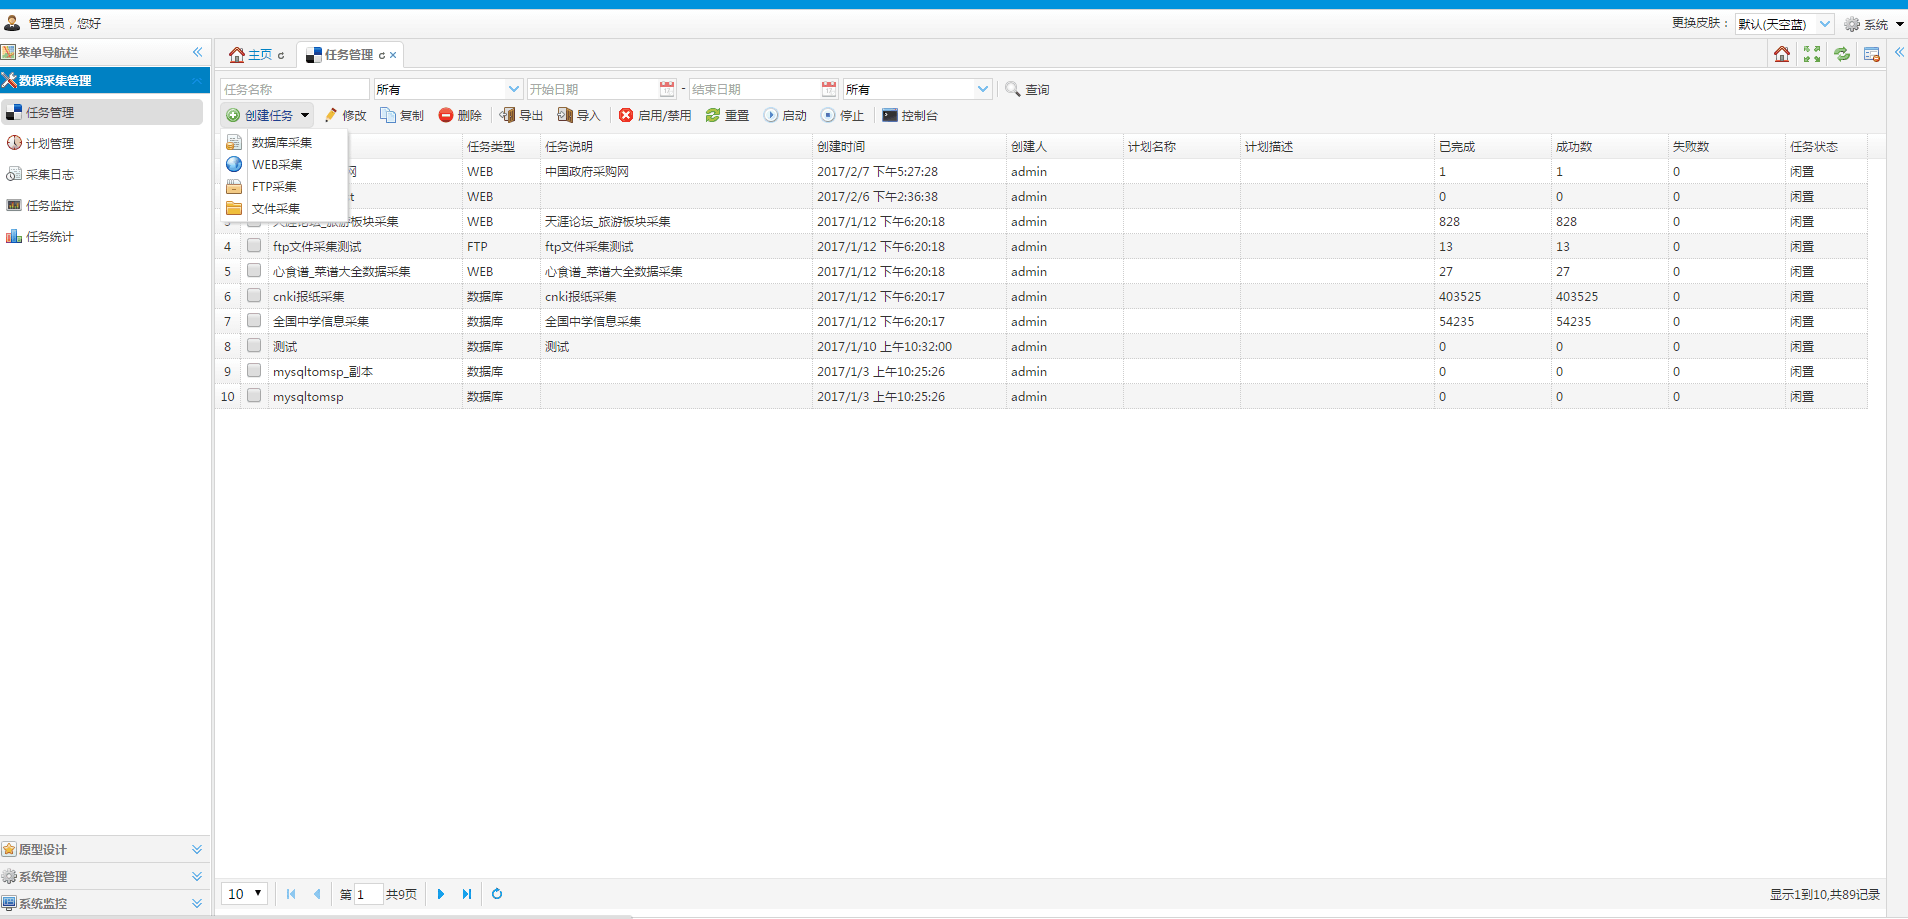 管理员，您好
更换皮肤：
默认(天空蓝)
系统
菜单导航栏
主页
任务管理
数据采集管理
任务管理
计划管理
采集日志
任务监控
任务统计
任务名称
所有
开始日期
-
结束日期
所有
查询
创建任务
修改
复制
删除
导出
导入
启用/禁用
重置
启动
停止
控制台
数据库采集
WEB采集
FTP采集
文件采集
任务类型 任务说明 创建时间 创建人 计划名称 计划描述 已完成 成功数 失败数 任务状态
网 WEB 中国政府采购网 2017/2/7 下午5:27:28 admin 1 1 0 闲置
t WEB 2017/2/6 下午2:36:38 admin 0 0 0 闲置
3 天涯论坛_旅游板块采集 WEB 天涯论坛_旅游板块采集 2017/1/12 下午6:20:18 admin 828 828 0 闲置
4 ftp文件采集测试 FTP ftp文件采集测试 2017/1/12 下午6:20:18 admin 13 13 0 闲置
5 心食谱_菜谱大全数据采集 WEB 心食谱_菜谱大全数据采集 2017/1/12 下午6:20:18 admin 27 27 0 闲置
6 cnki报纸采集 数据库 cnki报纸采集 2017/1/12 下午6:20:17 admin 403525 403525 0 闲置
7 全国中学信息采集 数据库 全国中学信息采集 2017/1/12 下午6:20:17 admin 54235 54235 0 闲置
8 测试 数据库 测试 2017/1/10 上午10:32:00 admin 0 0 0 闲置
9 mysqltomsp_副本 数据库 2017/1/3 上午10:25:26 admin 0 0 0 闲置
10 mysqltomsp 数据库 2017/1/3 上午10:25:26 admin 0 0 0 闲置
原型设计
系统管理
系统监控
10
第 1 共9页
显示1到10,共89记录